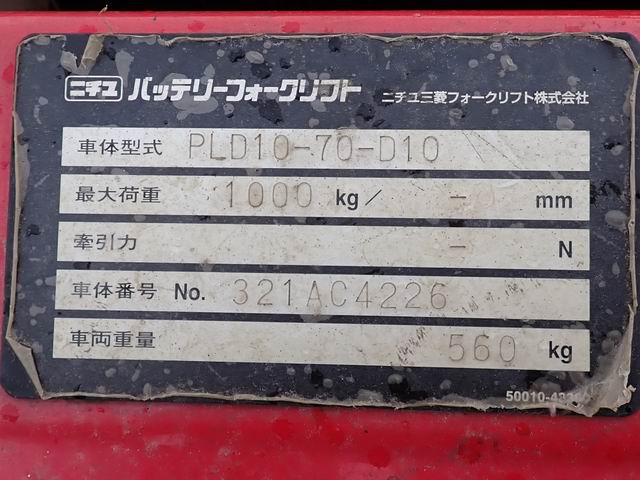 ニチユ バッテリーフォークリフト ニチユ三菱フォークリフト株式会社
車体型式 PLD10-70-D10
最大荷重 1000 kg/ - mm
牽引力 - N
車体番号 No. 321AC4226
車両重量 560 kg